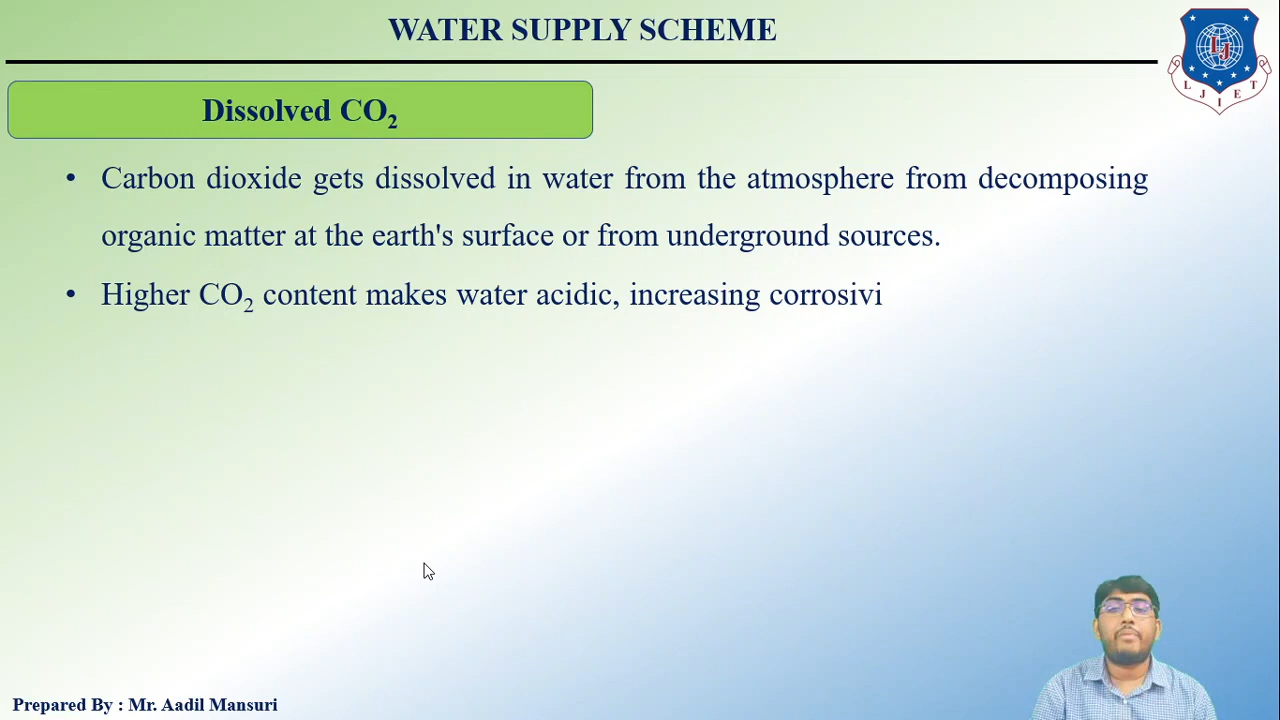 WATER SUPPLY SCHEME
LJ
L J I E T
Dissolved CO₂
• Carbon dioxide gets dissolved in water from the atmosphere from decomposing
organic matter at the earth's surface or from underground sources.
• Higher CO₂ content makes water acidic, increasing corrosivi
Prepared By : Mr. Aadil Mansuri